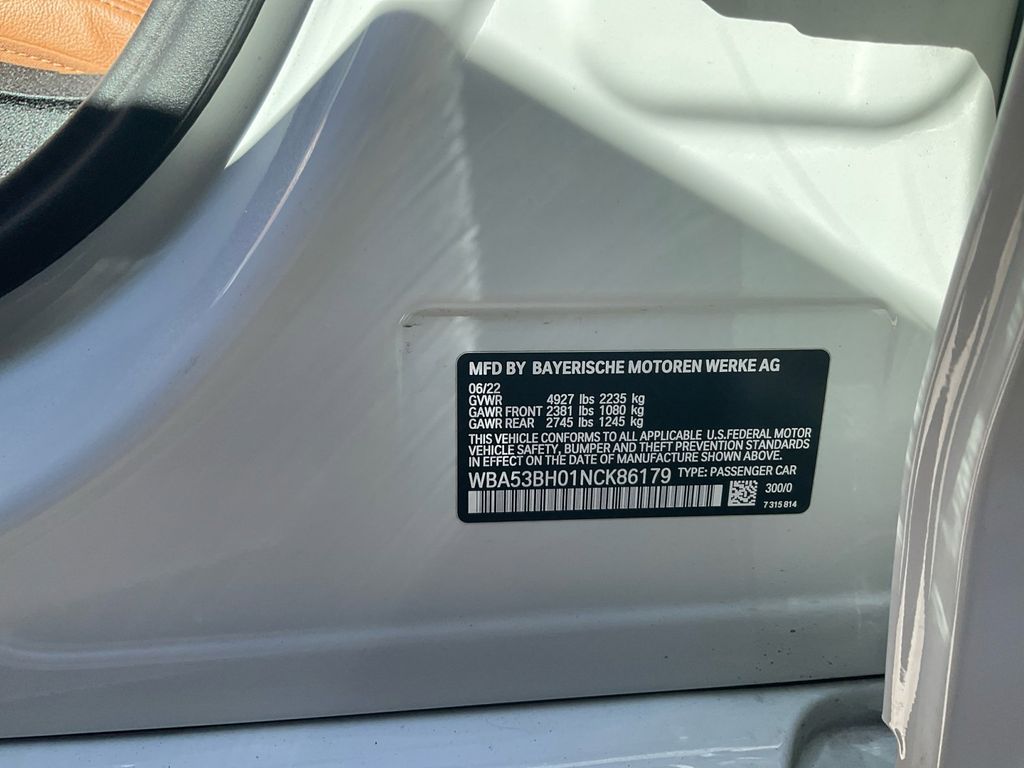 MFD BY BAYERISCHE MOTOREN WERKE AG
06/22
GVWR 4927 lbs 2235 kg
GAWR FRONT 2381 lbs 1080 kg
GAWR REAR 2745 lbs 1245 kg
THIS VEHICLE CONFORMS TO ALL APPLICABLE U.S.FEDERAL MOTOR
VEHICLE SAFETY, BUMPER AND THEFT PREVENTION STANDARDS
IN EFFECT ON THE DATE OF MANUFACTURE SHOWN ABOVE.
WBA53BH01NCK86179 TYPE: PASSENGER CAR
300/0
7 315 814